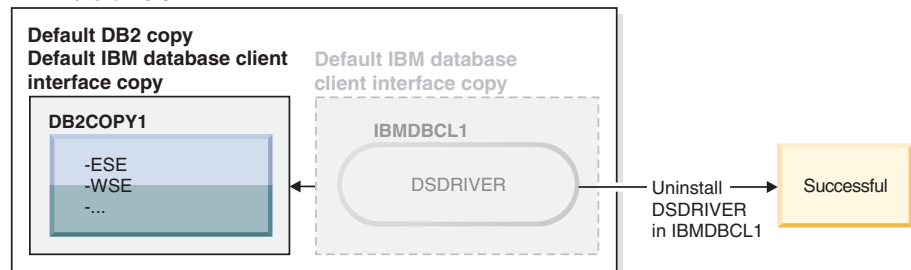 Default DB2 copy
Default IBM database client
interface copy
Default IBM database
client interface copy
DB2COPY1
-ESE
-WSE
-...
IBMDBCL1
DSDRIVER
Uninstall
DSDRIVER
in IBMDBCL1
Successful